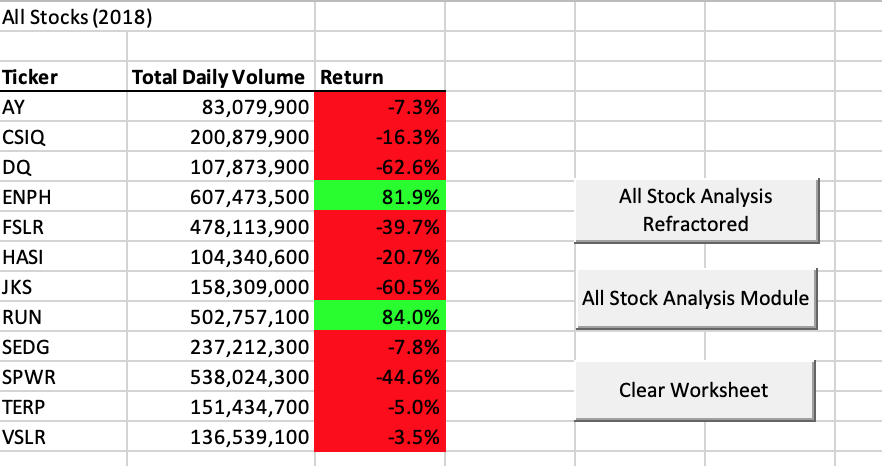 All Stocks (2018)
Ticker Total Daily Volume Return
AY 83,079,900 -7.3%
CSIQ 200,879,900 -16.3%
DQ 107,873,900 -62.6%
ENPH 607,473,500 81.9%
FSLR 478,113,900 -39.7%
HASI 104,340,600 -20.7%
JKS 158,309,000 -60.5%
RUN 502,757,100 84.0%
SEDG 237,212,300 -7.8%
SPWR 538,024,300 -44.6%
TERP 151,434,700 -5.0%
VSLR 136,539,100 -3.5%
All Stock Analysis
Refractored
All Stock Analysis Module
Clear Worksheet